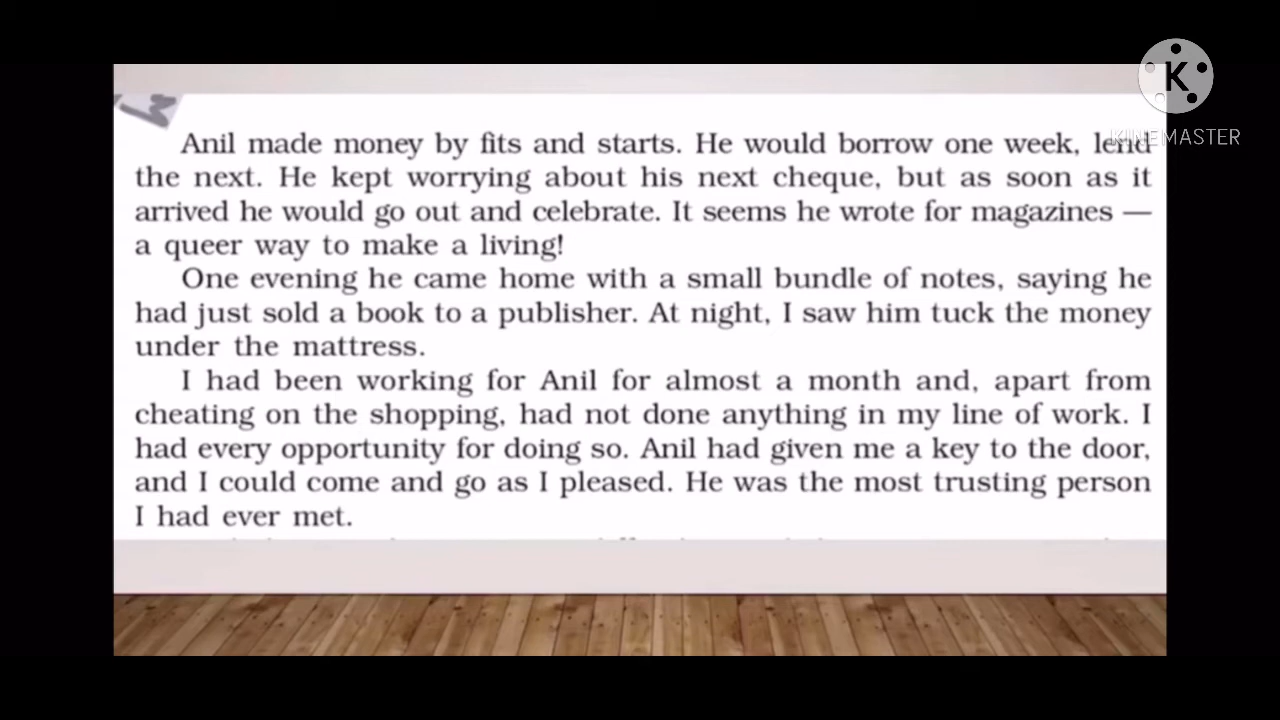 K
KINEMASTER
Anil made money by fits and starts. He would borrow one week, lend
the next. He kept worrying about his next cheque, but as soon as it
arrived he would go out and celebrate. It seems he wrote for magazines —
a queer way to make a living!
One evening he came home with a small bundle of notes, saying he
had just sold a book to a publisher. At night, I saw him tuck the money
under the mattress.
I had been working for Anil for almost a month and, apart from
cheating on the shopping, had not done anything in my line of work. I
had every opportunity for doing so. Anil had given me a key to the door,
and I could come and go as I pleased. He was the most trusting person
I had ever met.